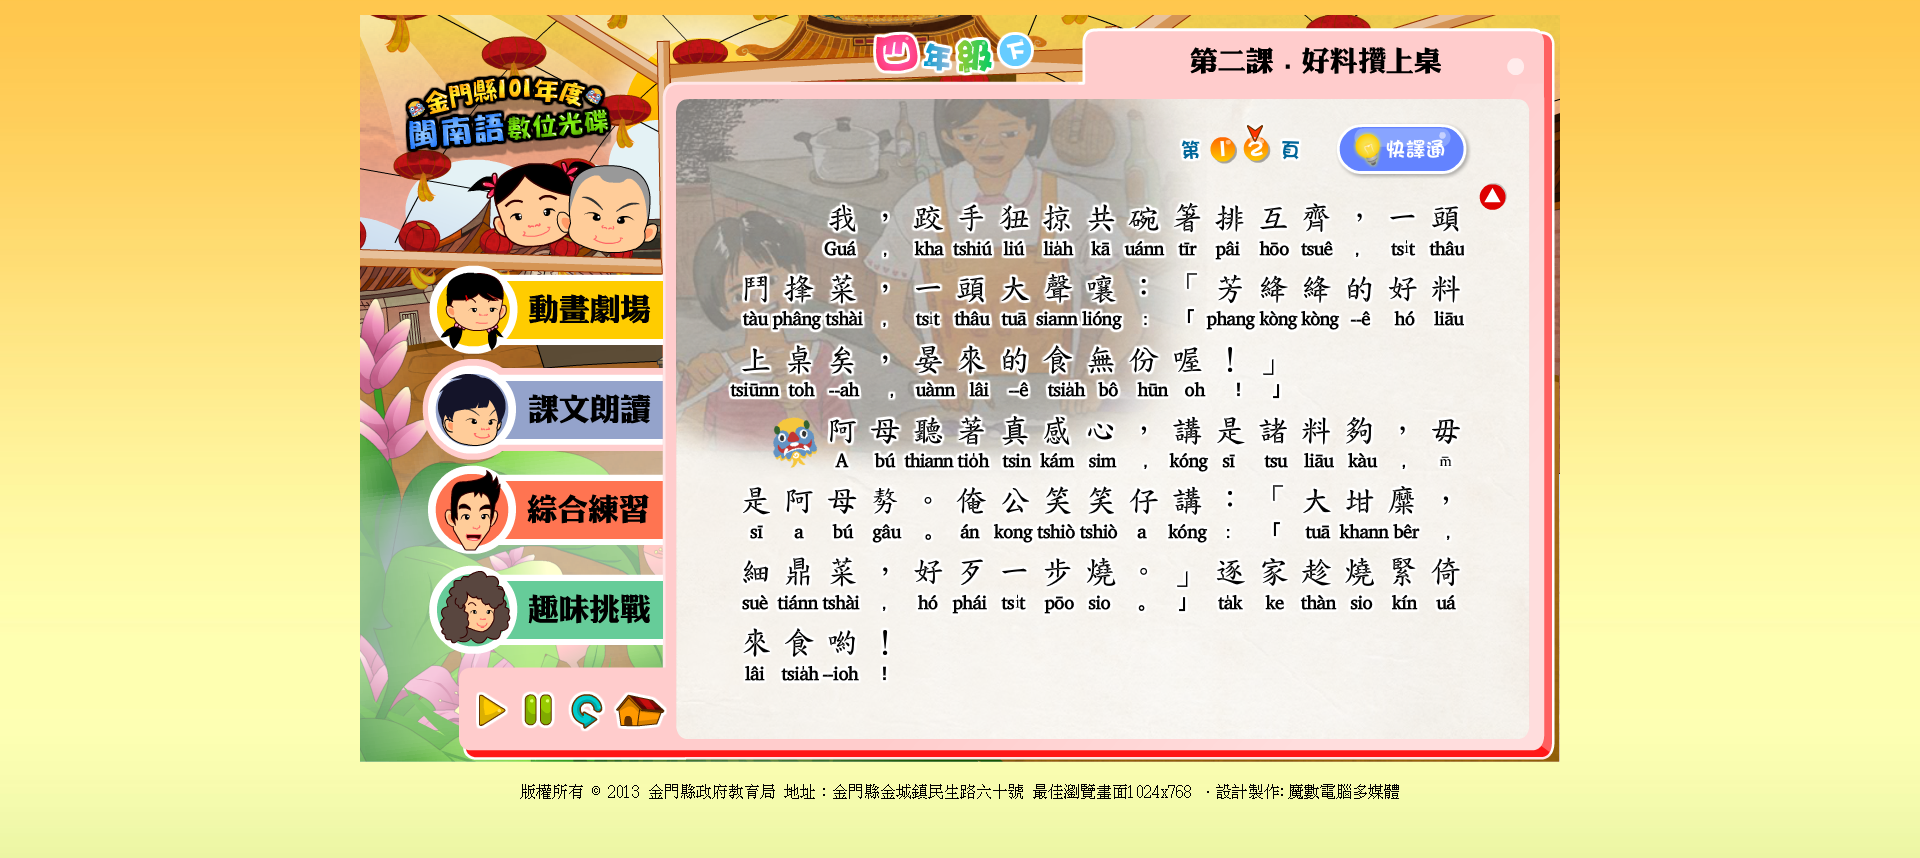 金門縣101年度
閩南語數位光碟
四年級下
第二課．好料攢上桌
第 1 2 頁
快譯通
我，跤手扭掠共碗箸排互齊，一頭
Guá , kha tshiú liú lia̍h kā uánn tīr pâi hōo tsuê , tsi̍t thâu
鬥捀菜，一頭大聲嚷：「芳絳絳的好料
tàu phâng tshài , tsi̍t thâu tuā siann lióng : 「 phang kòng kòng --ê hó liāu
上桌矣，晏來的食無份喔！」
tsiūnn toh --ah , uànn lâi --ê tsia̍h bô hūn oh ! 」
阿母聽著真感心，講是諸料夠，毋
A bú thiann tio̍h tsin kám sim , kóng sī tsu liāu kàu , m̄
是阿母勢。俺公笑笑仔講：「大坩糜，
sī a bú gâu 。 án kong tshiò tshiò a kóng : 「 tuā khann bêr ,
細鼎菜，好歹一步燒。」逐家趁燒緊倚
suè tiánn tshài , hó phái tsi̍t pōo sio 。 」 ta̍k ke thàn sio kín uá
來食喲！
lâi tsia̍h --ioh !
動畫劇場
課文朗讀
綜合練習
趣味挑戰
版權所有 © 2013 金門縣政府教育局 地址：金門縣金城鎮民生路六十號 最佳瀏覽畫面1024x768 ‧設計製作: 魔數電腦多媒體